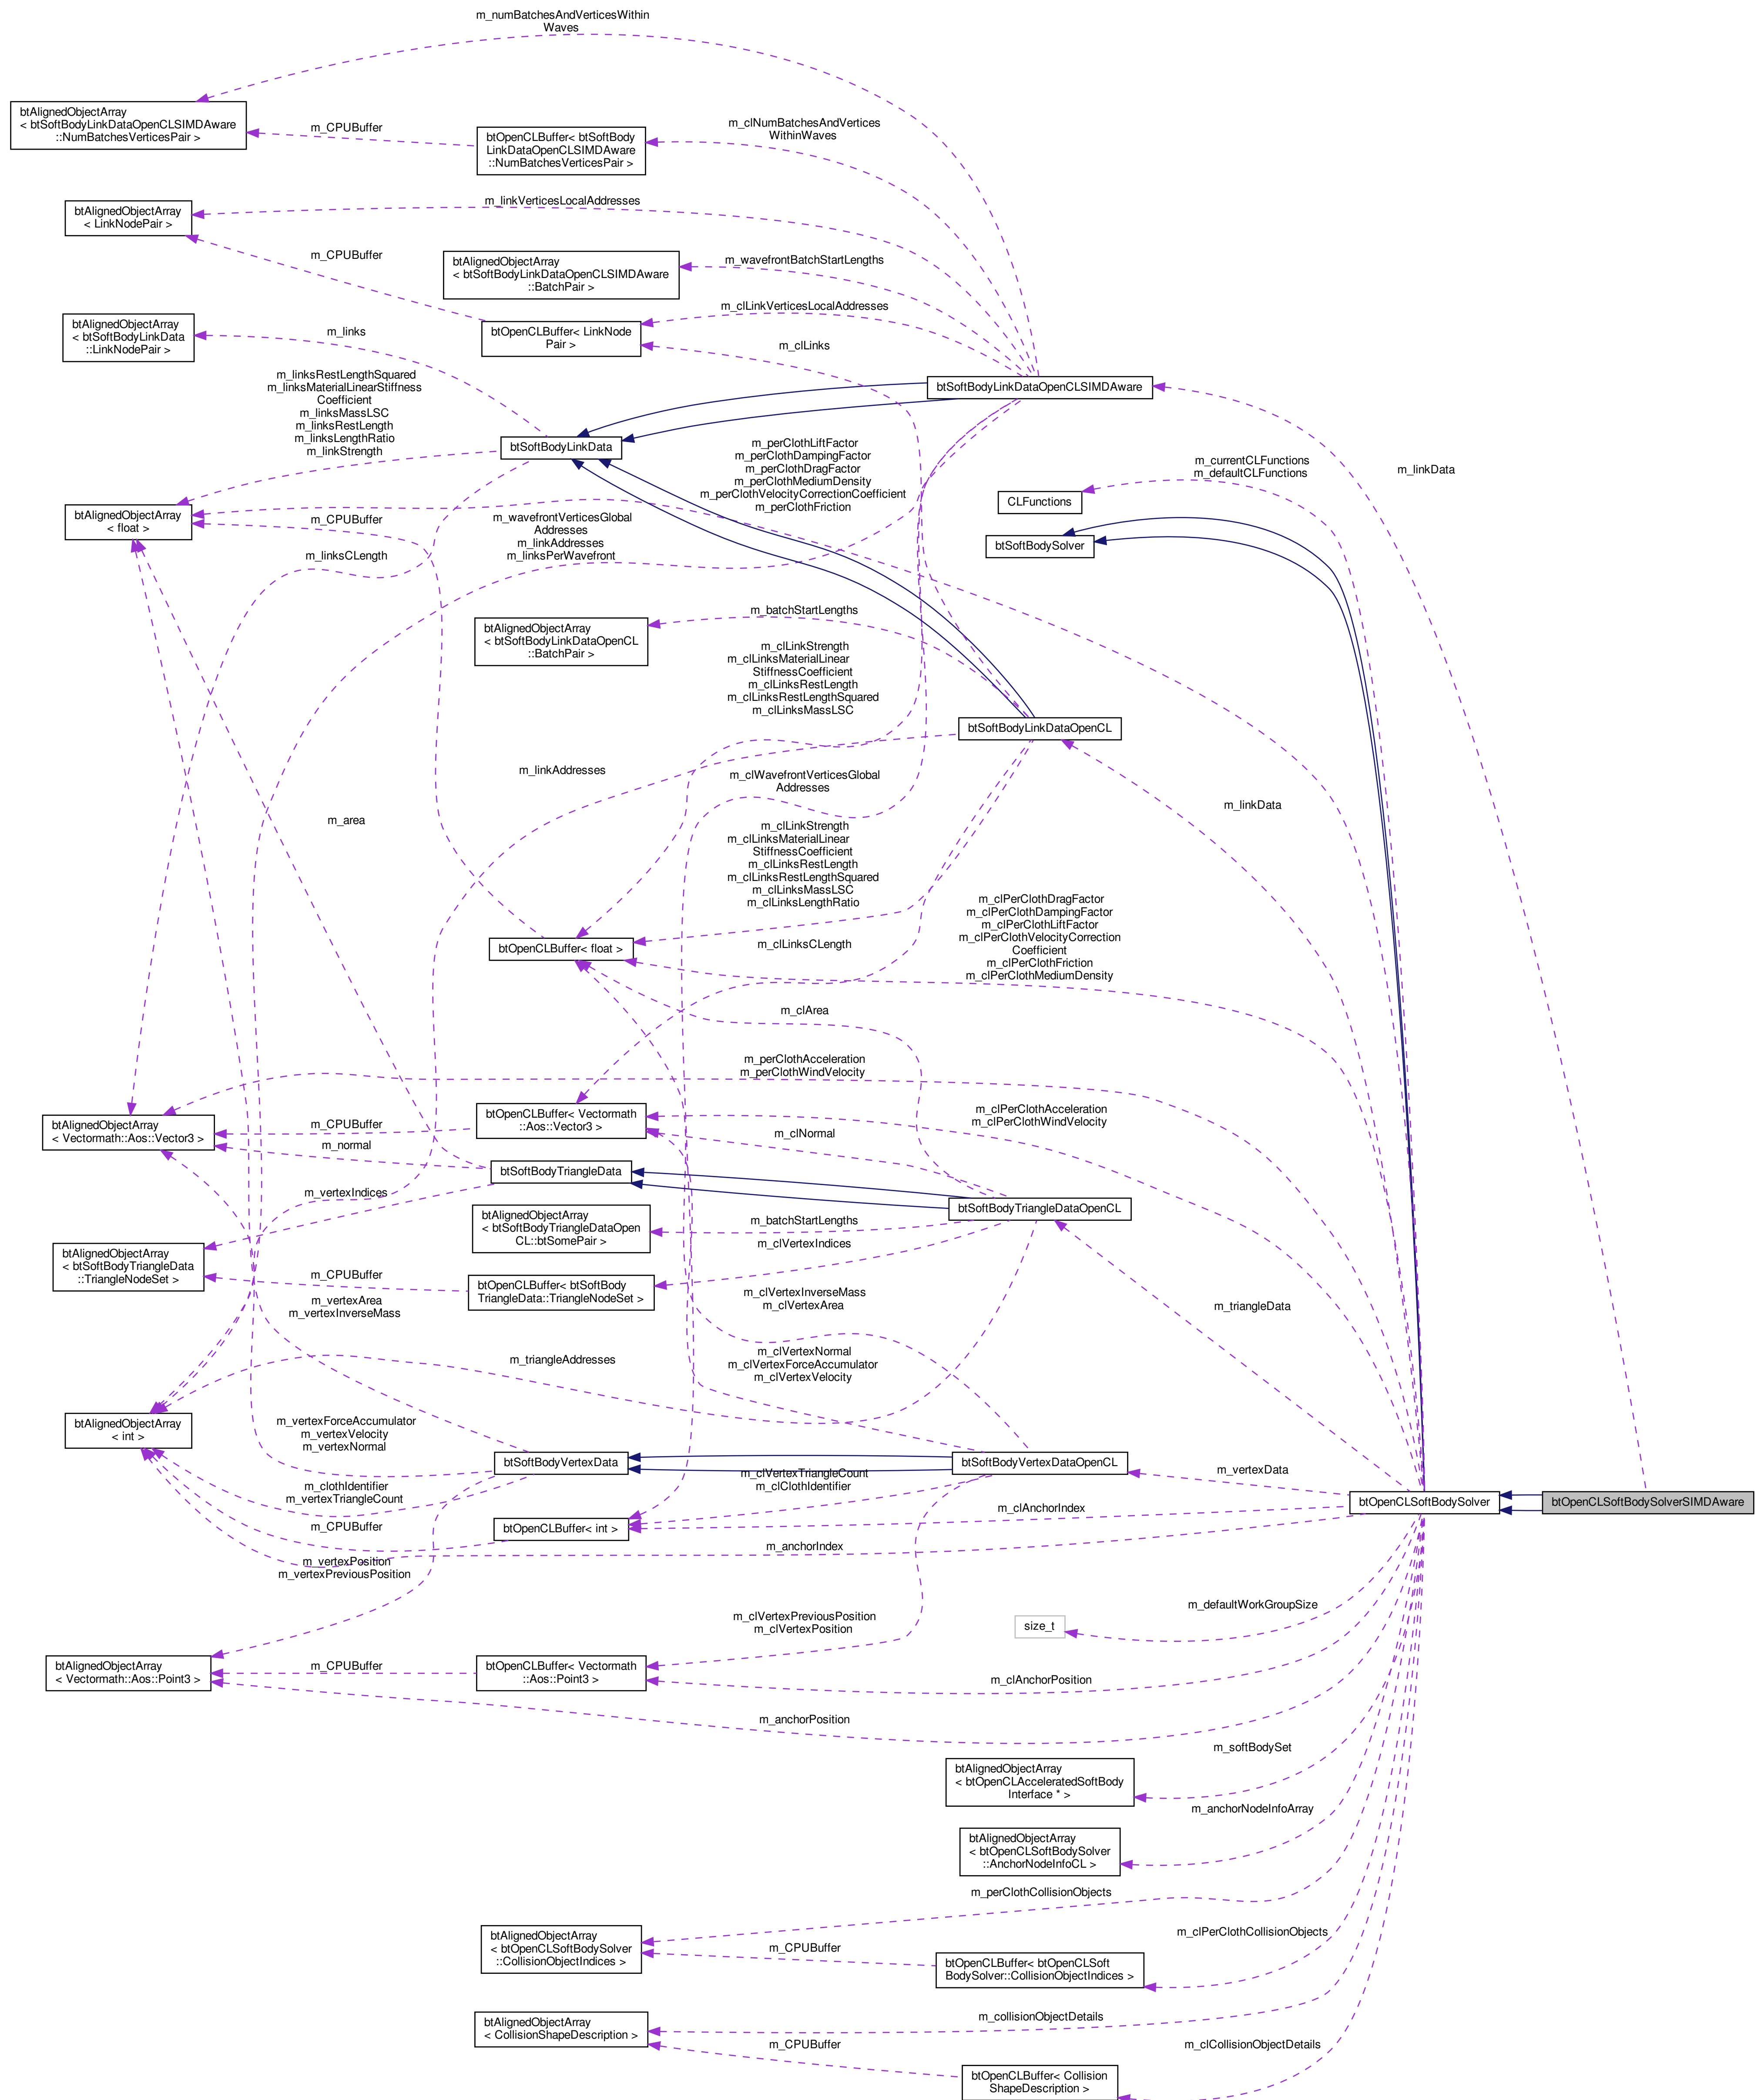 m_numBatchesAndVerticesWithin
Waves
btAlignedObjectArray
< btSoftBodyLinkDataOpenCLSIMDAware
::NumBatchesVerticesPair >
m_CPUBuffer
btOpenCLBuffer< btSoftBody
LinkDataOpenCLSIMDAware
::NumBatchesVerticesPair >
m_clNumBatchesAndVertices
WithinWaves
btAlignedObjectArray
< LinkNodePair >
m_linkVerticesLocalAddresses
m_CPUBuffer
btAlignedObjectArray
< btSoftBodyLinkDataOpenCLSIMDAware
::BatchPair >
m_wavefrontBatchStartLengths
btAlignedObjectArray
< btSoftBodyLinkData
::LinkNodePair >
m_links
btOpenCLBuffer< LinkNode
Pair >
m_clLinkVerticesLocalAddresses
m_clLinks
btSoftBodyLinkDataOpenCLSIMDAware
m_linksRestLengthSquared
m_linksMaterialLinearStiffness
Coefficient
m_linksMassLSC
m_linksRestLength
m_linksLengthRatio
m_linkStrength
btSoftBodyLinkData
m_perClothLiftFactor
m_perClothDampingFactor
m_perClothDragFactor
m_perClothMediumDensity
m_perClothVelocityCorrectionCoefficient
m_perClothFriction
m_currentCLFunctions
m_defaultCLFunctions
m_linkData
CLFunctions
btAlignedObjectArray
< float >
m_CPUBuffer
m_wavefrontVerticesGlobal
Addresses
m_linkAddresses
m_linksPerWavefront
m_linksCLength
btSoftBodySolver
btAlignedObjectArray
< btSoftBodyLinkDataOpenCL
::BatchPair >
m_batchStartLengths
m_clLinkStrength
m_clLinksMaterialLinear
StiffnessCoefficient
m_clLinksRestLength
m_clLinksRestLengthSquared
m_clLinksMassLSC
btSoftBodyLinkDataOpenCL
m_linkAddresses
m_clWavefrontVerticesGlobal
Addresses
m_linkData
m_area
m_clLinkStrength
m_clLinksMaterialLinear
StiffnessCoefficient
m_clLinksRestLength
m_clLinksRestLengthSquared
m_clLinksMassLSC
m_clLinksLengthRatio
btOpenCLBuffer< float >
m_clLinksCLength
m_clPerClothDragFactor
m_clPerClothDampingFactor
m_clPerClothLiftFactor
m_clPerClothVelocityCorrection
Coefficient
m_clPerClothFriction
m_clPerClothMediumDensity
m_clArea
m_perClothAcceleration
m_perClothWindVelocity
btAlignedObjectArray
< Vectormath::Aos::Vector3 >
m_CPUBuffer
m_normal
btOpenCLBuffer< Vectormath
::Aos::Vector3 >
m_clNormal
m_clPerClothAcceleration
m_clPerClothWindVelocity
btSoftBodyTriangleData
m_vertexIndices
btSoftBodyTriangleDataOpenCL
btAlignedObjectArray
< btSoftBodyTriangleDataOpen
CL::btSomePair >
m_batchStartLengths
m_clVertexIndices
btAlignedObjectArray
< btSoftBodyTriangleData
::TriangleNodeSet >
m_CPUBuffer
btOpenCLBuffer< btSoftBody
TriangleData::TriangleNodeSet >
m_vertexArea
m_vertexInverseMass
m_clVertexInverseMass
m_clVertexArea
m_triangleData
m_triangleAddresses
m_clVertexNormal
m_clVertexForceAccumulator
m_clVertexVelocity
btAlignedObjectArray
< int >
m_vertexForceAccumulator
m_vertexVelocity
m_vertexNormal
btSoftBodyVertexData
btSoftBodyVertexDataOpenCL
m_vertexData
m_clothIdentifier
m_vertexTriangleCount
m_clVertexTriangleCount
m_clClothIdentifier
m_clAnchorIndex
btOpenCLSoftBodySolver
btOpenCLSoftBodySolverSIMDAware
m_CPUBuffer
btOpenCLBuffer< int >
m_anchorIndex
m_vertexPosition
m_vertexPreviousPosition
m_defaultWorkGroupSize
size_t
m_clVertexPreviousPosition
m_clVertexPosition
btAlignedObjectArray
< Vectormath::Aos::Point3 >
m_CPUBuffer
btOpenCLBuffer< Vectormath
::Aos::Point3 >
m_clAnchorPosition
m_anchorPosition
m_softBodySet
btAlignedObjectArray
< btOpenCLAcceleratedSoftBody
Interface * >
m_anchorNodeInfoArray
btAlignedObjectArray
< btOpenCLSoftBodySolver
::AnchorNodeInfoCL >
m_perClothCollisionObjects
btAlignedObjectArray
< btOpenCLSoftBodySolver
::CollisionObjectIndices >
m_CPUBuffer
m_clPerClothCollisionObjects
btOpenCLBuffer< btOpenCLSoft
BodySolver::CollisionObjectIndices >
m_collisionObjectDetails
btAlignedObjectArray
< CollisionShapeDescription >
m_CPUBuffer
m_clCollisionObjectDetails
btOpenCLBuffer< Collision
ShapeDescription >